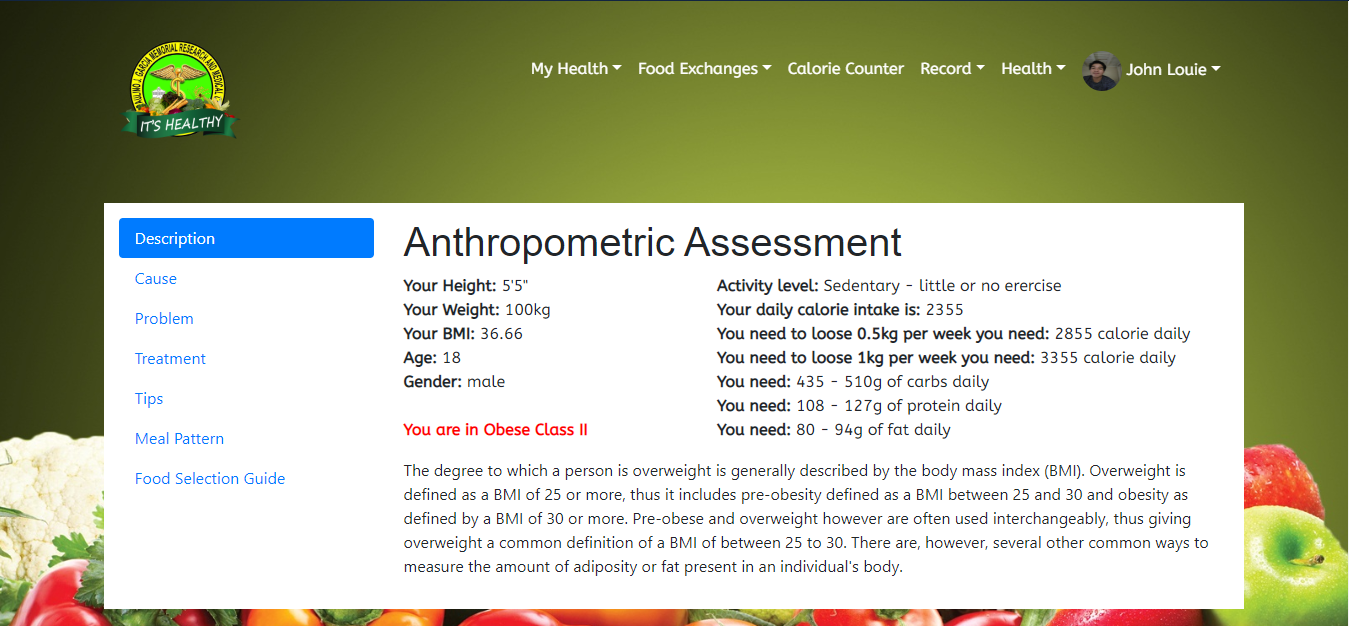 PAULINO J. GARCIA MEMORIAL RESEARCH AND MEDICAL
IT'S HEALTHY
My Health
Food Exchanges
Calorie Counter
Record
Health
John Louie
Description
Cause
Problem
Treatment
Tips
Meal Pattern
Food Selection Guide
Anthropometric Assessment
Your Height: 5'5"
Your Weight: 100kg
Your BMI: 36.66
Age: 18
Gender: male
You are in Obese Class II
Activity level: Sedentary - little or no erercise
Your daily calorie intake is: 2355
You need to loose 0.5kg per week you need: 2855 calorie daily
You need to loose 1kg per week you need: 3355 calorie daily
You need: 435 - 510g of carbs daily
You need: 108 - 127g of protein daily
You need: 80 - 94g of fat daily
The degree to which a person is overweight is generally described by the body mass index (BMI). Overweight is
defined as a BMI of 25 or more, thus it includes pre-obesity defined as a BMI between 25 and 30 and obesity as
defined by a BMI of 30 or more. Pre-obese and overweight however are often used interchangeably, thus giving
overweight a common definition of a BMI of between 25 to 30. There are, however, several other common ways to
measure the amount of adiposity or fat present in an individual's body.